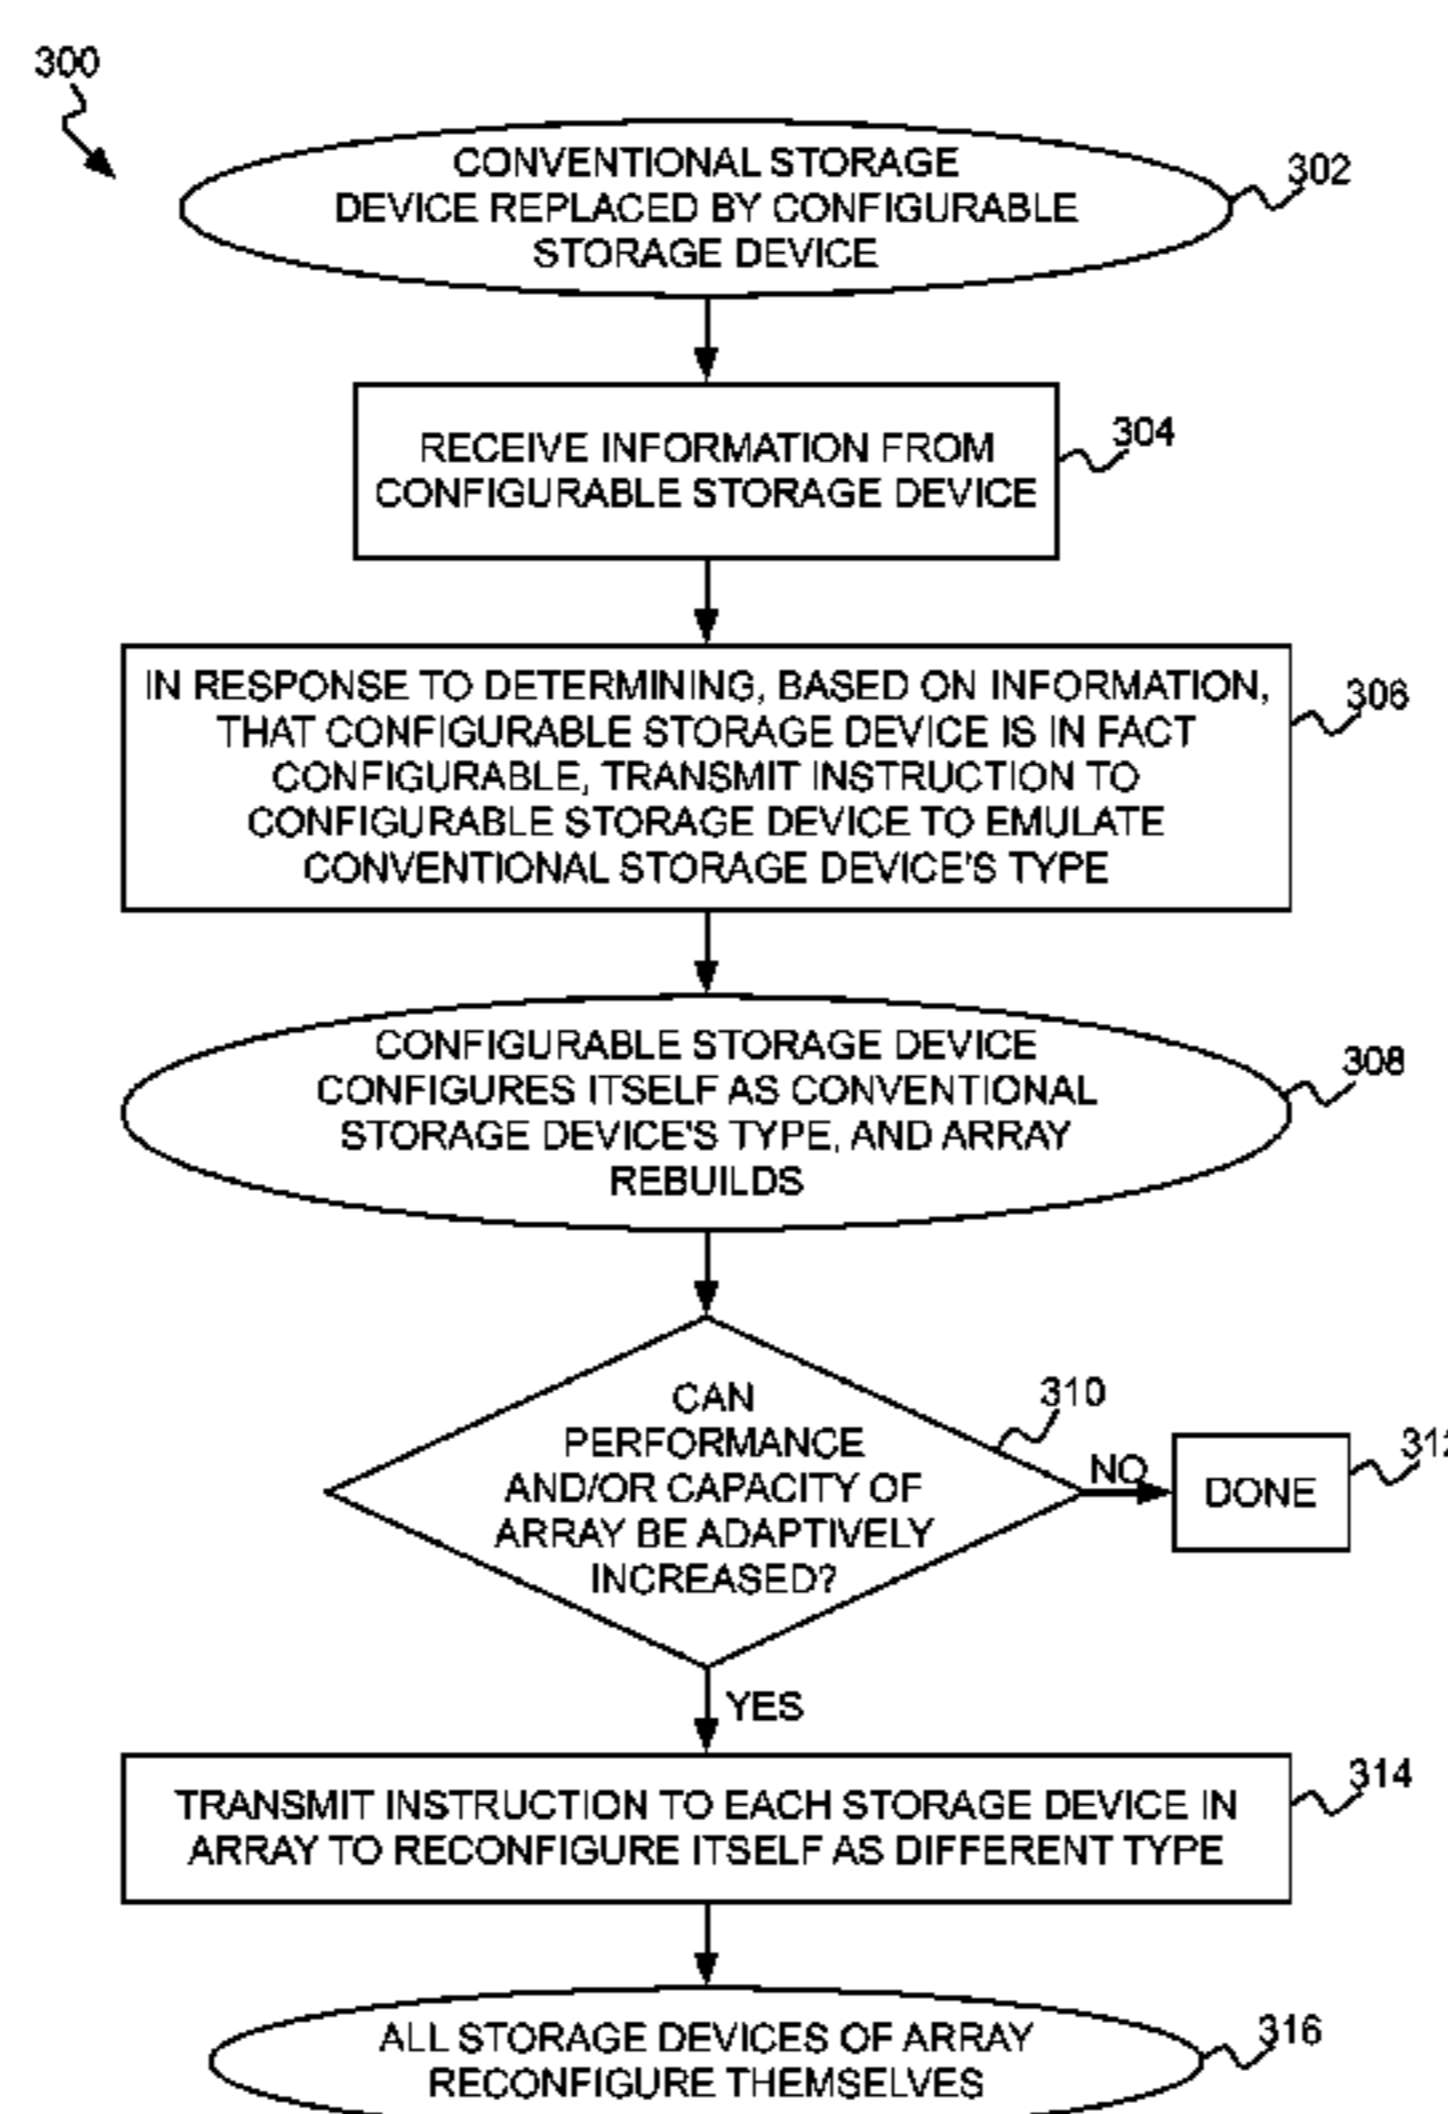 300
CONVENTIONAL STORAGE
DEVICE REPLACED BY CONFIGURABLE
STORAGE DEVICE
302
RECEIVE INFORMATION FROM
CONFIGURABLE STORAGE DEVICE
304
IN RESPONSE TO DETERMINING, BASED ON INFORMATION,
THAT CONFIGURABLE STORAGE DEVICE IS IN FACT
CONFIGURABLE, TRANSMIT INSTRUCTION TO
CONFIGURABLE STORAGE DEVICE TO EMULATE
CONVENTIONAL STORAGE DEVICE'S TYPE
306
CONFIGURABLE STORAGE DEVICE
CONFIGURES ITSELF AS CONVENTIONAL
STORAGE DEVICE'S TYPE, AND ARRAY
REBUILDS
308
CAN
PERFORMANCE
AND/OR CAPACITY OF
ARRAY BE ADAPTIVELY
INCREASED?
310
NO
DONE
312
YES
TRANSMIT INSTRUCTION TO EACH STORAGE DEVICE IN
ARRAY TO RECONFIGURE ITSELF AS DIFFERENT TYPE
314
ALL STORAGE DEVICES OF ARRAY
RECONFIGURE THEMSELVES
316